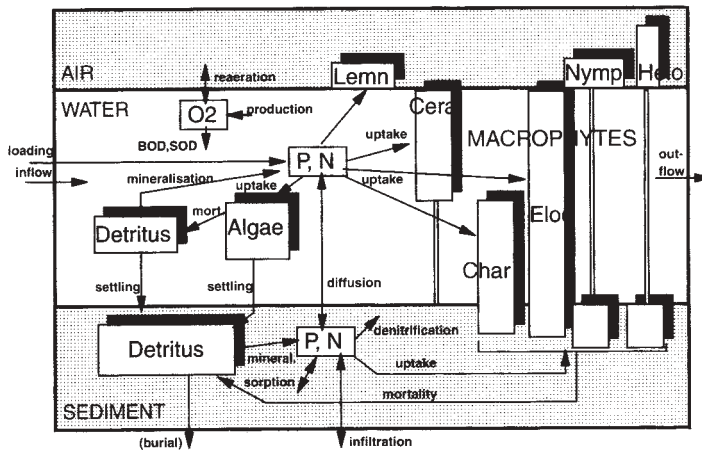 AIR
Lemn
Nymp
Helo
reaeration
WATER
O2
production
Cera
BOD,SOD
uptake
MACROPHYTES
loading
inflow
P, N
out-
flow
mineralisation
uptake
uptake
mort
Detritus
Algae
Eloc
Char
settling
settling
diffusion
denitrification
Detritus
P, N
mineral.
uptake
sorption
mortality
SEDIMENT
(burial)
infiltration